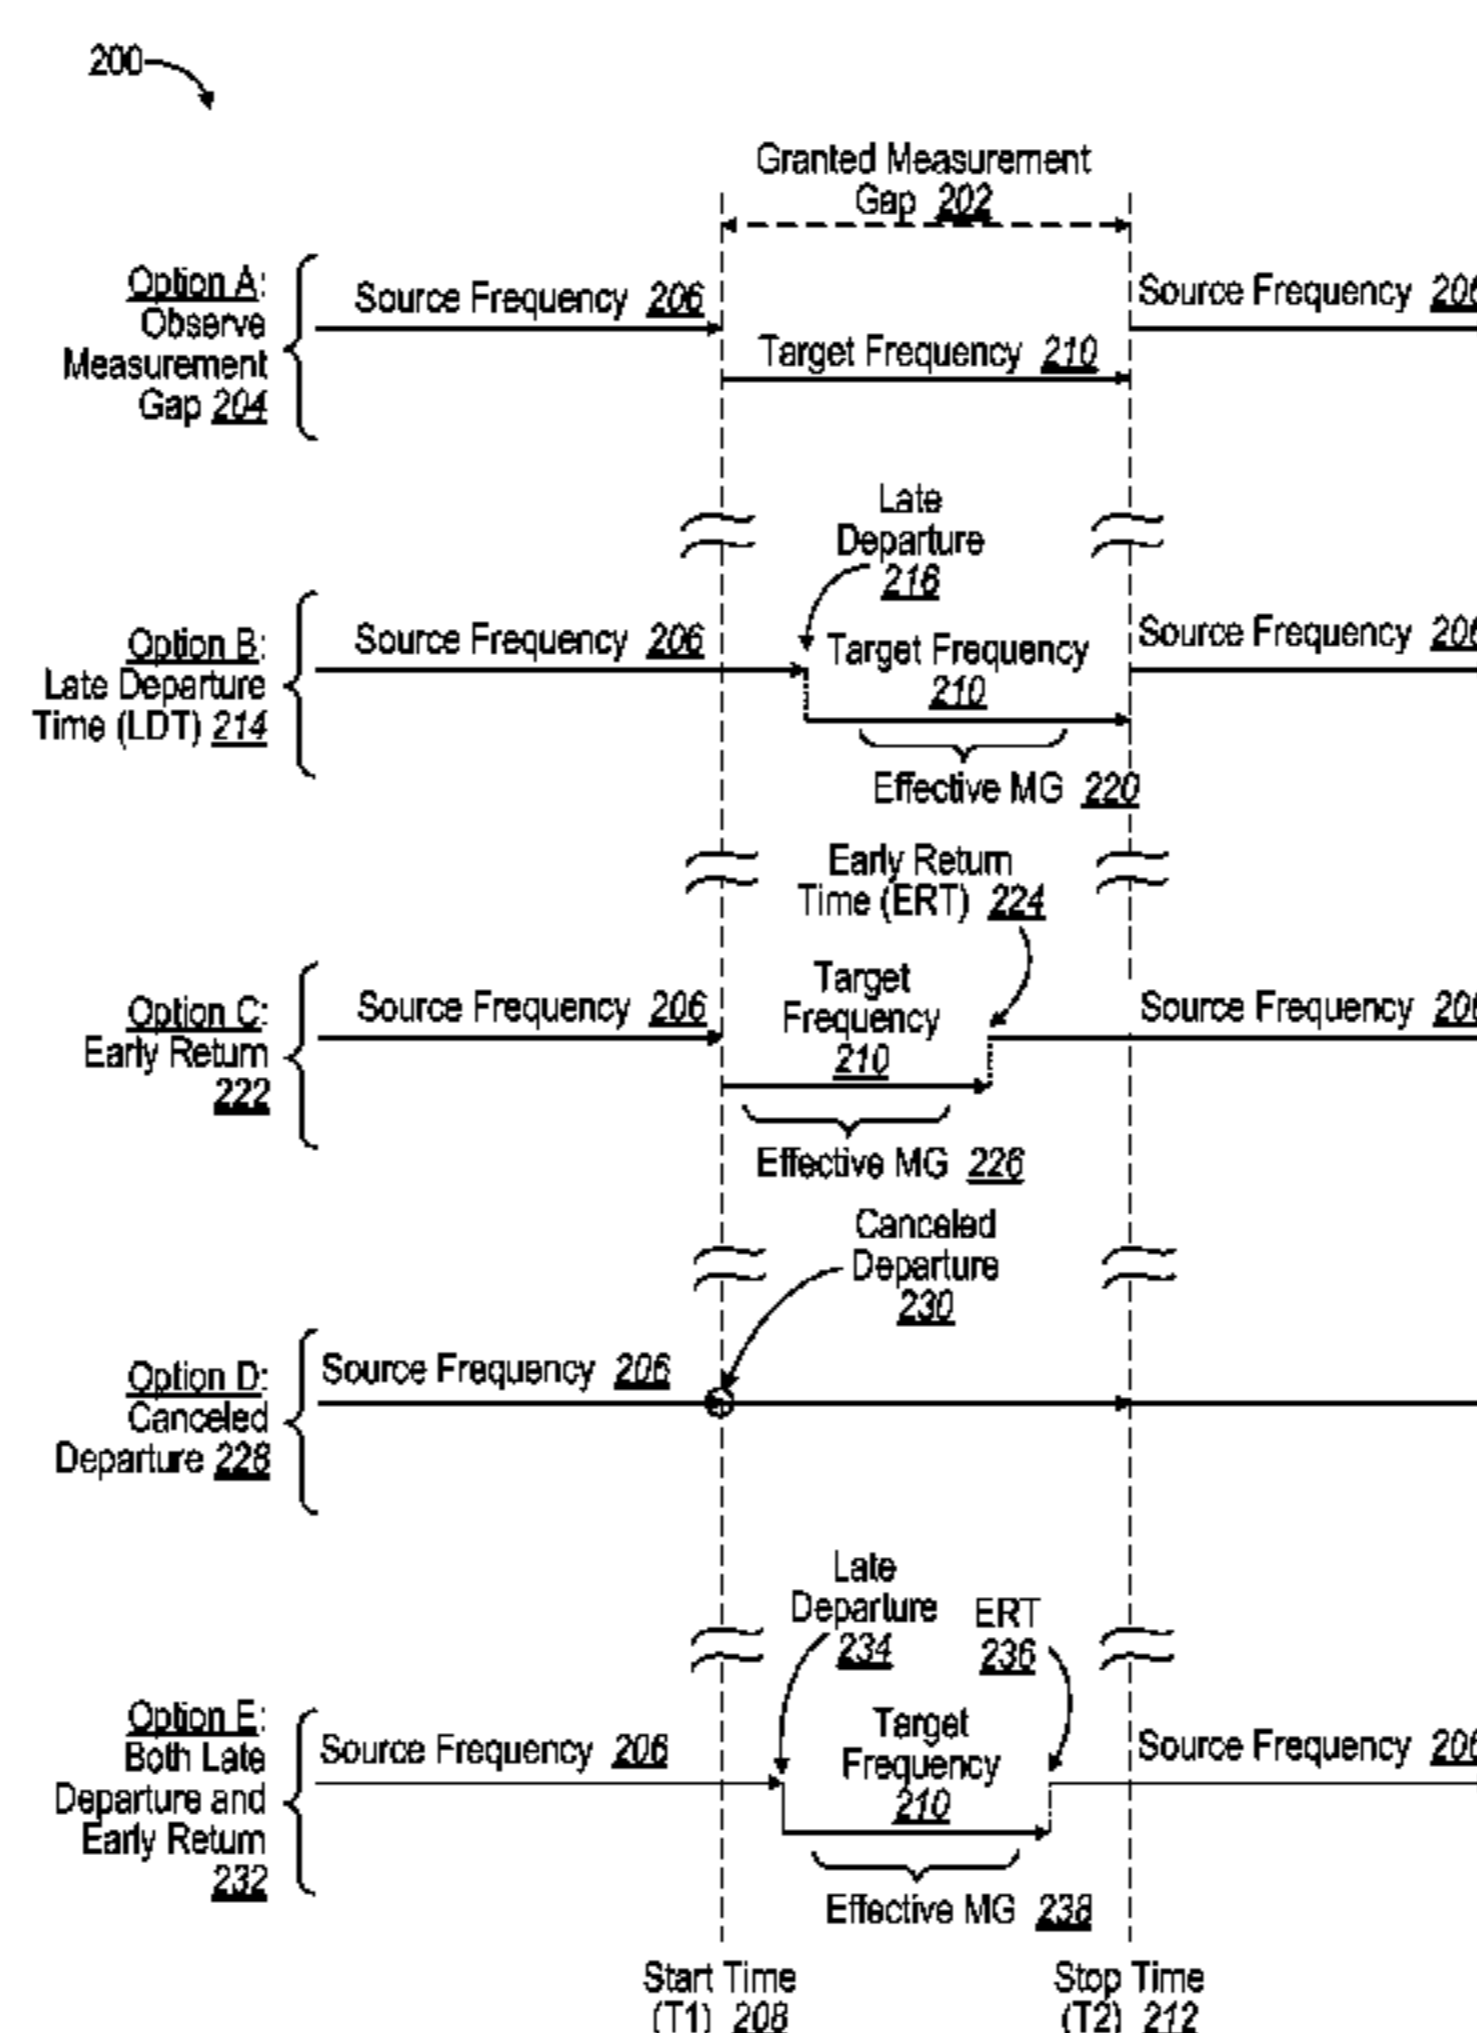 200
Granted Measurement
Gap 202
Option A:
Observe
Measurement
Gap 204
Source Frequency 206
Source Frequency 206
Target Frequency 210
Late
Departure
216
Option B:
Late Departure
Time (LDT) 214
Source Frequency 206
Target Frequency
210
Source Frequency 206
Effective MG 220
Early Return
Time (ERT) 224
Option C:
Early Return
222
Source Frequency 206
Target
Frequency
210
Source Frequency 206
Effective MG 226
Canceled
Departure
230
Option D:
Canceled
Departure 228
Source Frequency 206
Late
Departure
234
ERT
236
Option E:
Both Late
Departure and
Early Return
232
Source Frequency 206
Target
Frequency
210
Source Frequency 206
Effective MG 238
Start Time
(T1) 208
Stop Time
(T2) 212